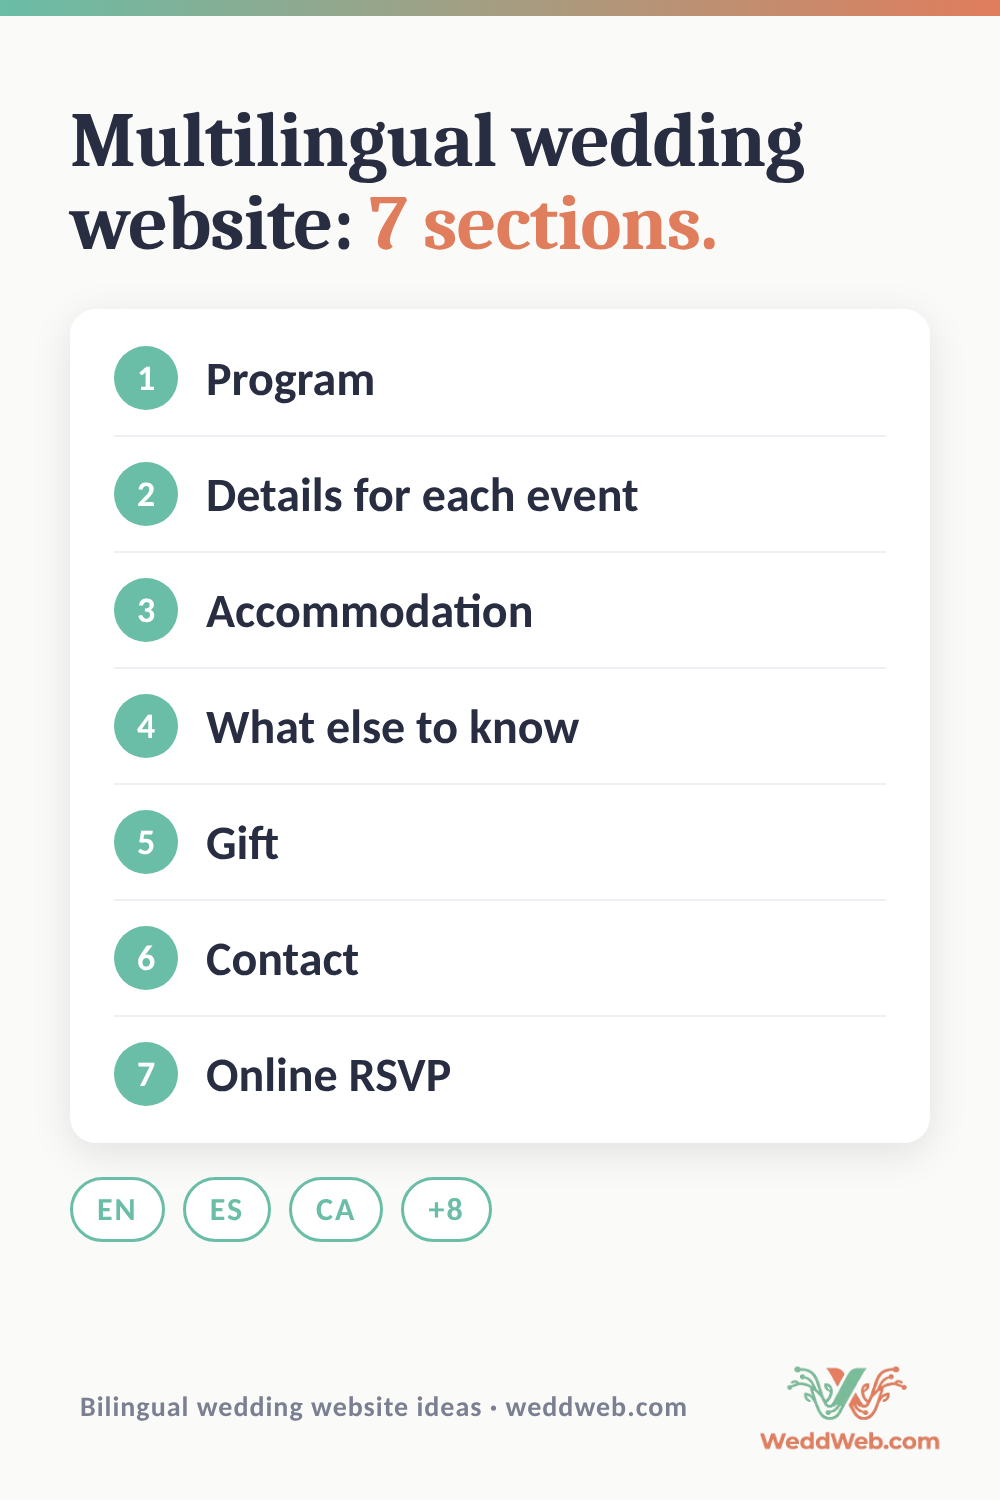 Multilingual wedding
website: 7 sections.
1 Program
2 Details for each event
3 Accommodation
4 What else to know
5 Gift
6 Contact
7 Online RSVP
EN ES CA +8
Bilingual wedding website ideas · weddweb.com
WeddWeb.com